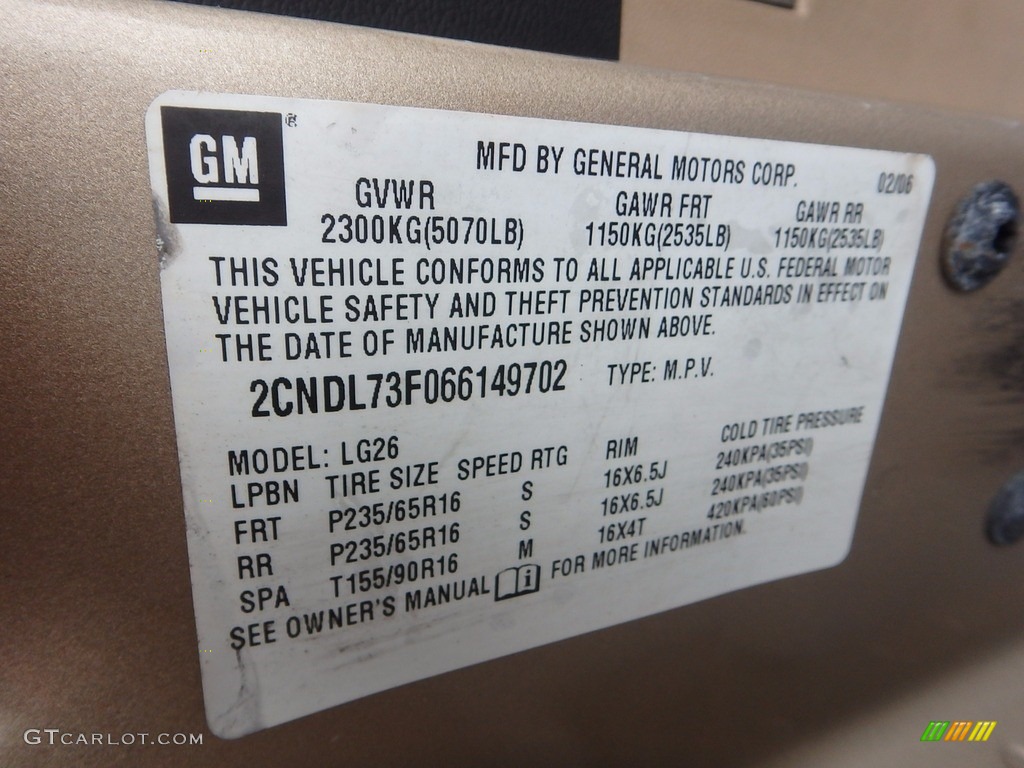 GM ®
MFD BY GENERAL MOTORS CORP.
02/06
GVWR GAWR FRT GAWR RR
2300KG(5070LB) 1150KG(2535LB) 1150KG(2535LB)
THIS VEHICLE CONFORMS TO ALL APPLICABLE U.S. FEDERAL MOTOR
VEHICLE SAFETY AND THEFT PREVENTION STANDARDS IN EFFECT ON
THE DATE OF MANUFACTURE SHOWN ABOVE.
2CNDL73F066149702 TYPE: M.P.V.
MODEL: LG26
LPBN TIRE SIZE SPEED RTG RIM COLD TIRE PRESSURE
FRT P235/65R16 S 16X6.5J 240KPA(35PSI)
RR P235/65R16 S 16X6.5J 240KPA(35PSI)
SPA T155/90R16 M 16X4T 420KPA(60PSI)
SEE OWNER'S MANUAL i FOR MORE INFORMATION.
GTCARLOT.COM